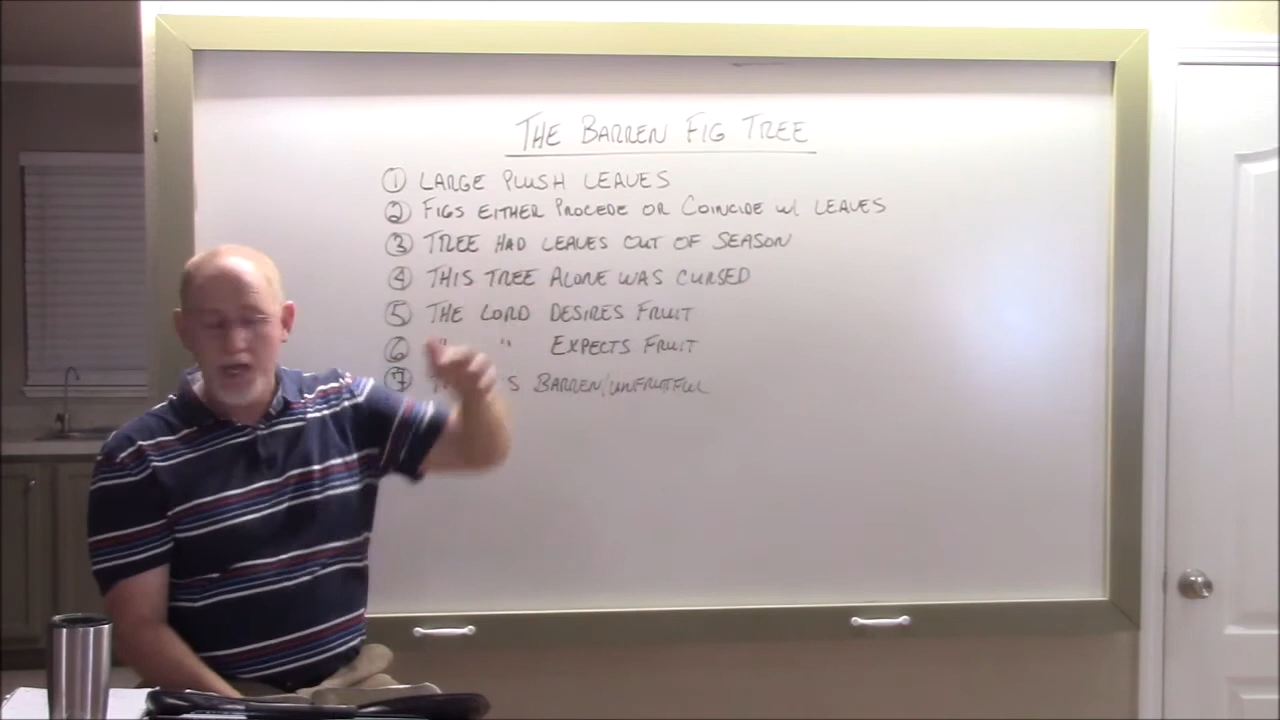 THE BARREN FIG TREE
① LARGE PLUSH LEAVES
② FIGS EITHER PROCEDE OR COINCIDE W/ LEAVES
③ TREE HAD LEAVES OUT OF SEASON
④ THIS TREE ALONE WAS CURSED
⑤ THE LORD DESIRES FRUIT
⑥ " " EXPECTS FRUIT
⑦ BARREN/UNFRUITFUL